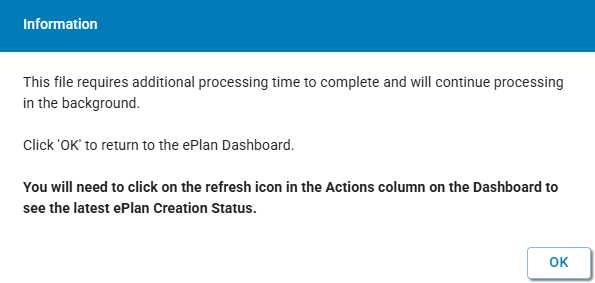 Information
This file requires additional processing time to complete and will continue processing
in the background.
Click 'OK' to return to the ePlan Dashboard.
You will need to click on the refresh icon in the Actions column on the Dashboard to
see the latest ePlan Creation Status.
OK